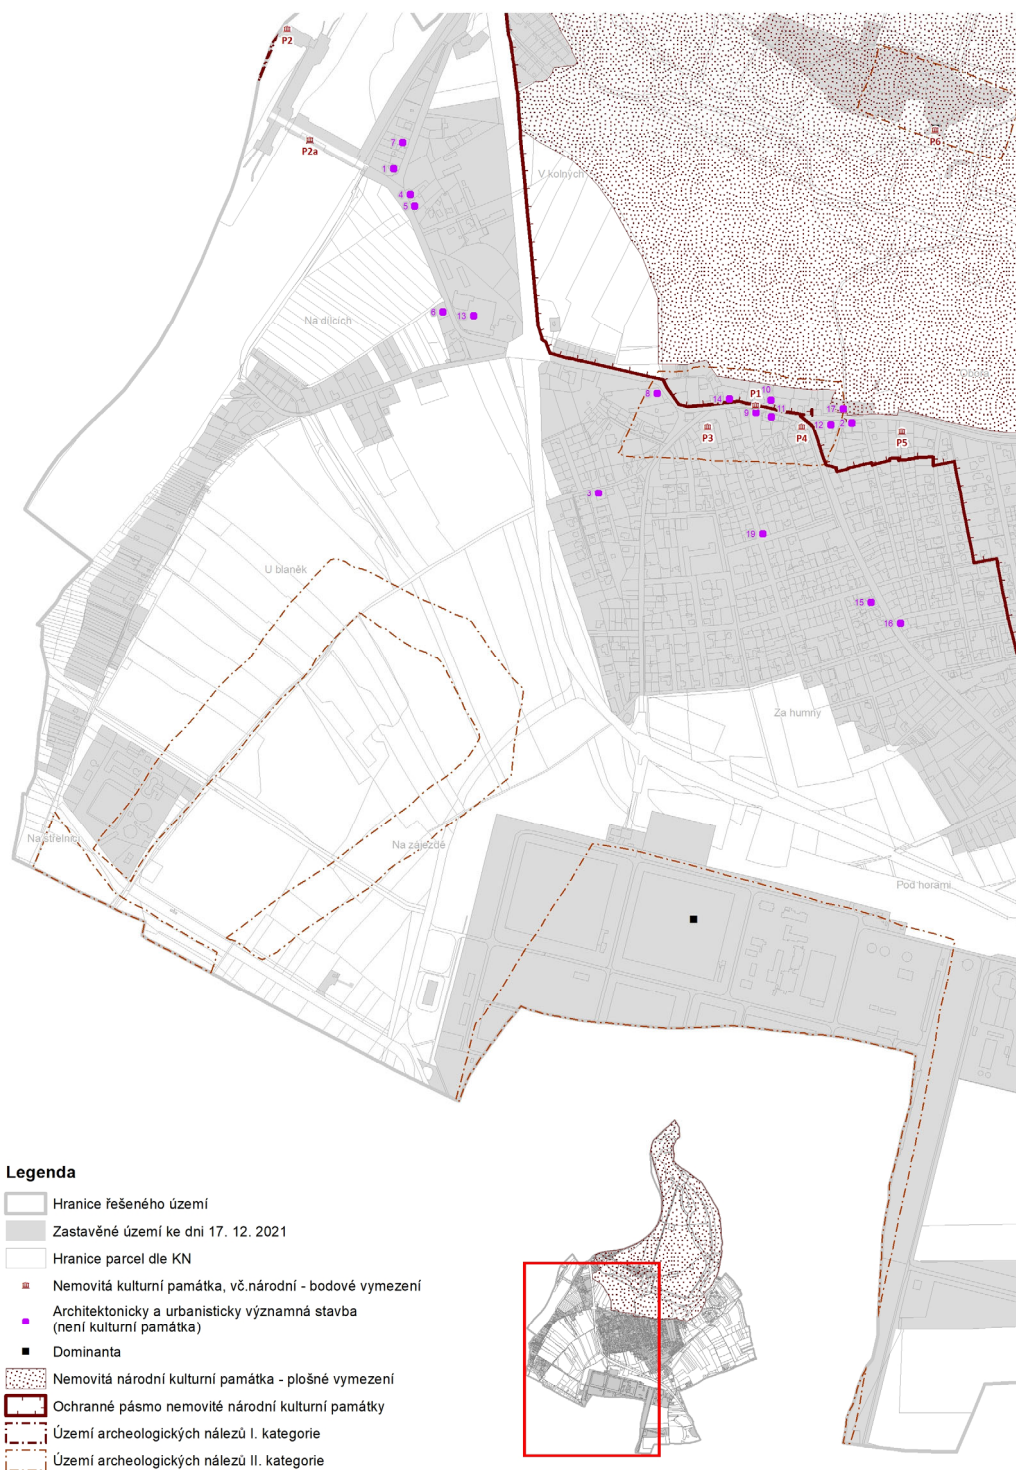 P2
P6
7
P2a
1
V kolných
4
5
Na dílcích
6
13
10
P1
8
14
17
9
11
12
2
P3
P4
P5
3
19
U blaněk
15
16
Za humny
Na střelnici
Na zájezdě
Pod horami
Legenda
Hranice řešeného území
Zastavěné území ke dni 17. 12. 2021
Hranice parcel dle KN
Nemovitá kulturní památka, vč.národní - bodové vymezení
Architektonicky a urbanisticky významná stavba
(není kulturní památka)
Dominanta
Nemovitá národní kulturní památka - plošné vymezení
Ochranné pásmo nemovité národní kulturní památky
Území archeologických nálezů I. kategorie
Území archeologických nálezů II. kategorie